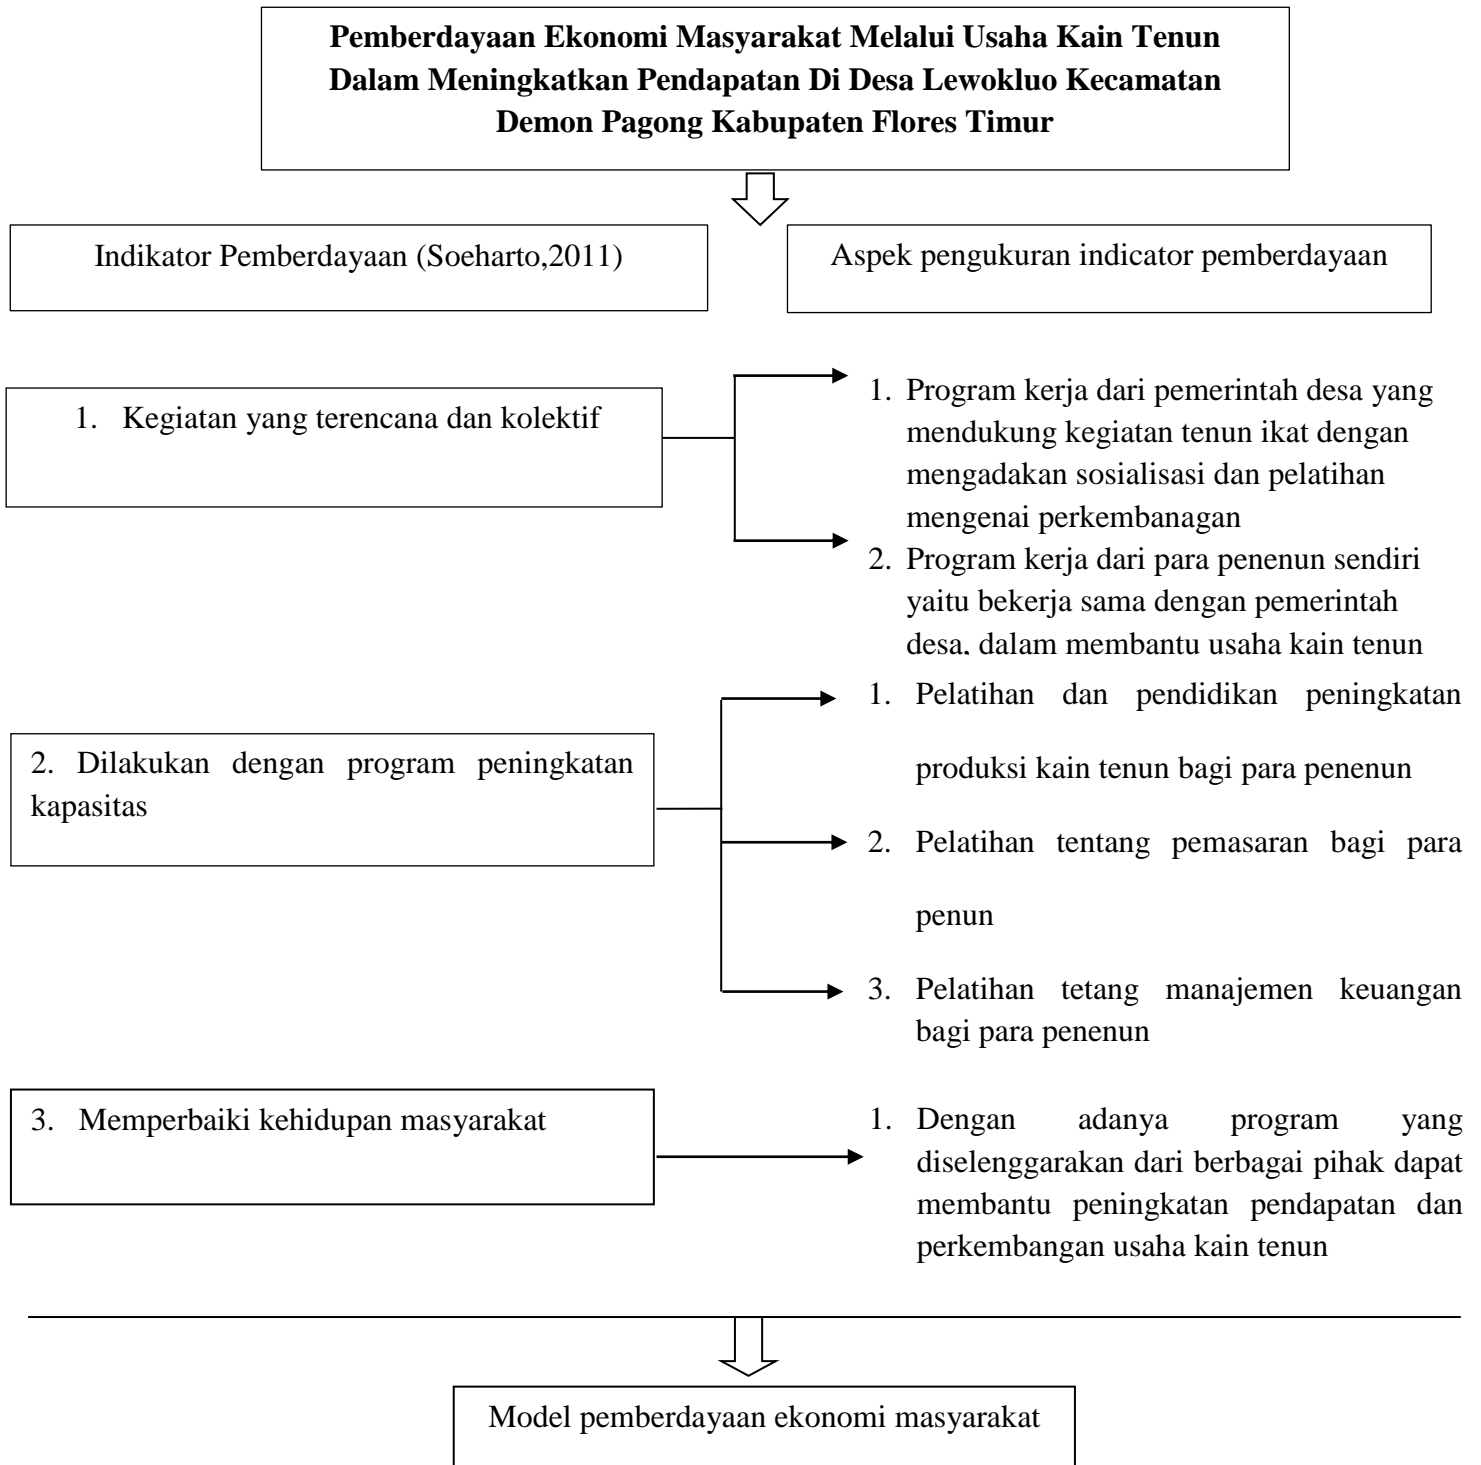 Pemberdayaan Ekonomi Masyarakat Melalui Usaha Kain Tenun
Dalam Meningkatkan Pendapatan Di Desa Lewokluo Kecamatan
Demon Pagong Kabupaten Flores Timur
Indikator Pemberdayaan (Soeharto,2011)
Aspek pengukuran indicator pemberdayaan
1. Kegiatan yang terencana dan kolektif
1. Program kerja dari pemerintah desa yang
mendukung kegiatan tenun ikat dengan
mengadakan sosialisasi dan pelatihan
mengenai perkembanagan
2. Program kerja dari para penenun sendiri
yaitu bekerja sama dengan pemerintah
desa, dalam membantu usaha kain tenun
2. Dilakukan dengan program peningkatan
kapasitas
1. Pelatihan dan pendidikan peningkatan
produksi kain tenun bagi para penenun
2. Pelatihan tentang pemasaran bagi para
penun
3. Pelatihan tetang manajemen keuangan
bagi para penenun
3. Memperbaiki kehidupan masyarakat
1. Dengan adanya program yang
diselenggarakan dari berbagai pihak dapat
membantu peningkatan pendapatan dan
perkembangan usaha kain tenun
Model pemberdayaan ekonomi masyarakat